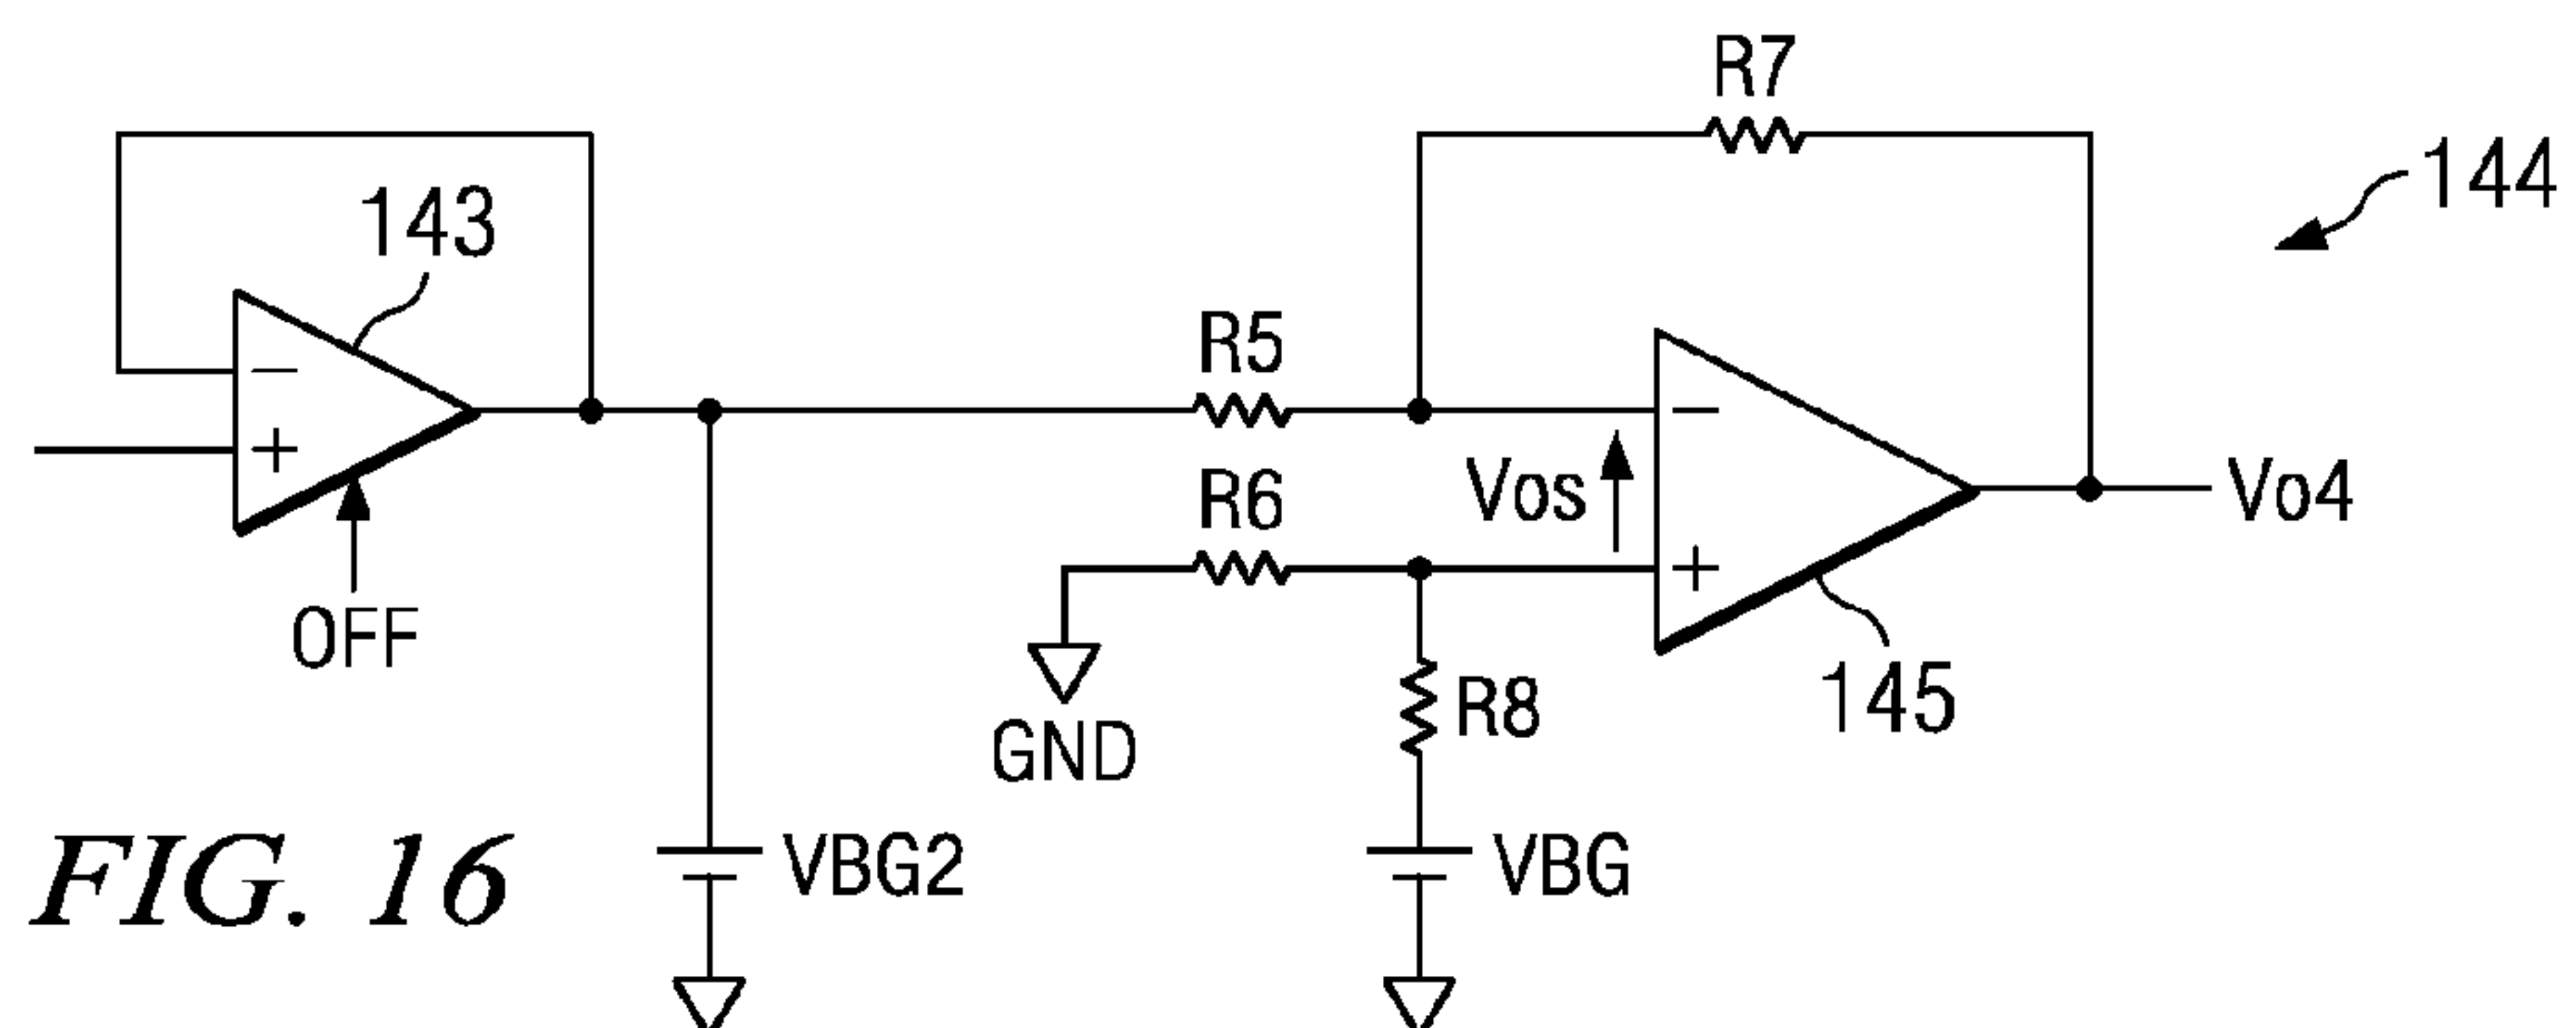 R7
144
143
R5
−
−
+
R6
Vos
Vo4
+
OFF
R8
145
GND
VBG2
VBG
FIG. 16